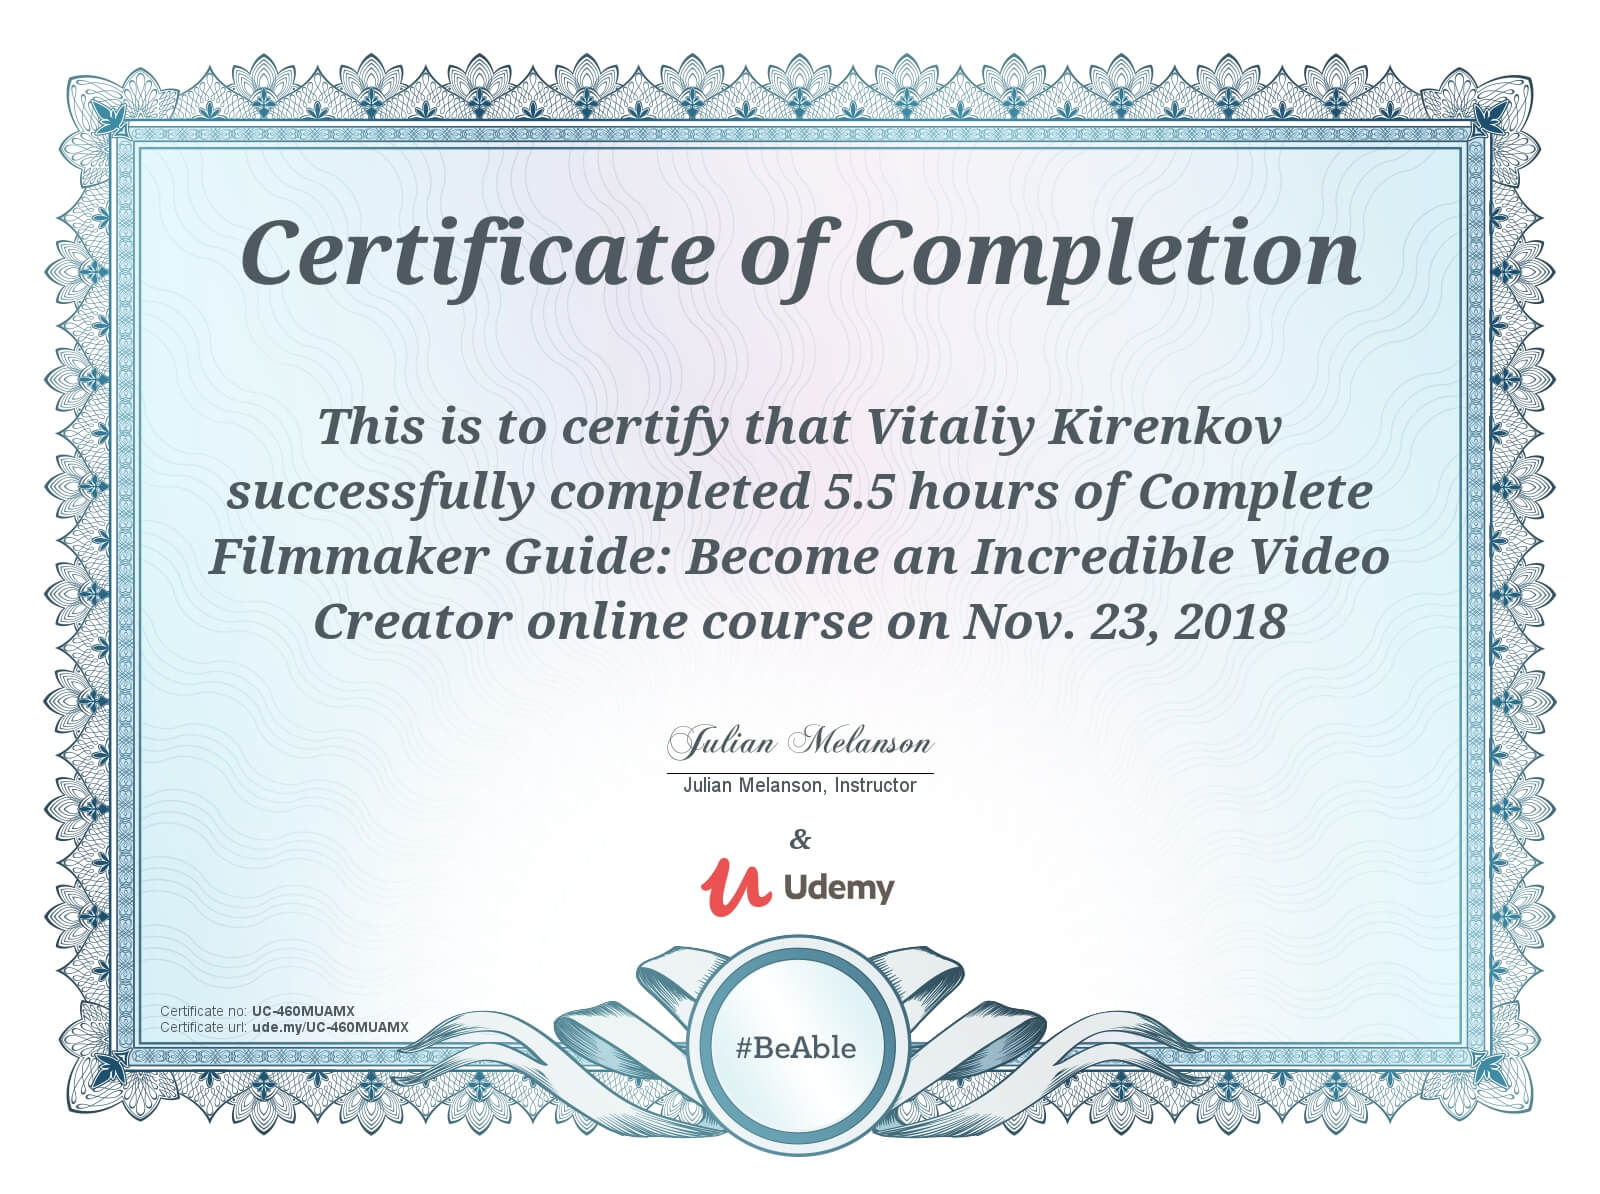 Certificate of Completion
This is to certify that Vitaliy Kirenkov
successfully completed 5.5 hours of Complete
Filmmaker Guide: Become an Incredible Video
Creator online course on Nov. 23, 2018
Julian Melanson
Julian Melanson, Instructor
&
Udemy
Certificate no: UC-460MUAMX
Certificate url: ude.my/UC-460MUAMX
#BeAble